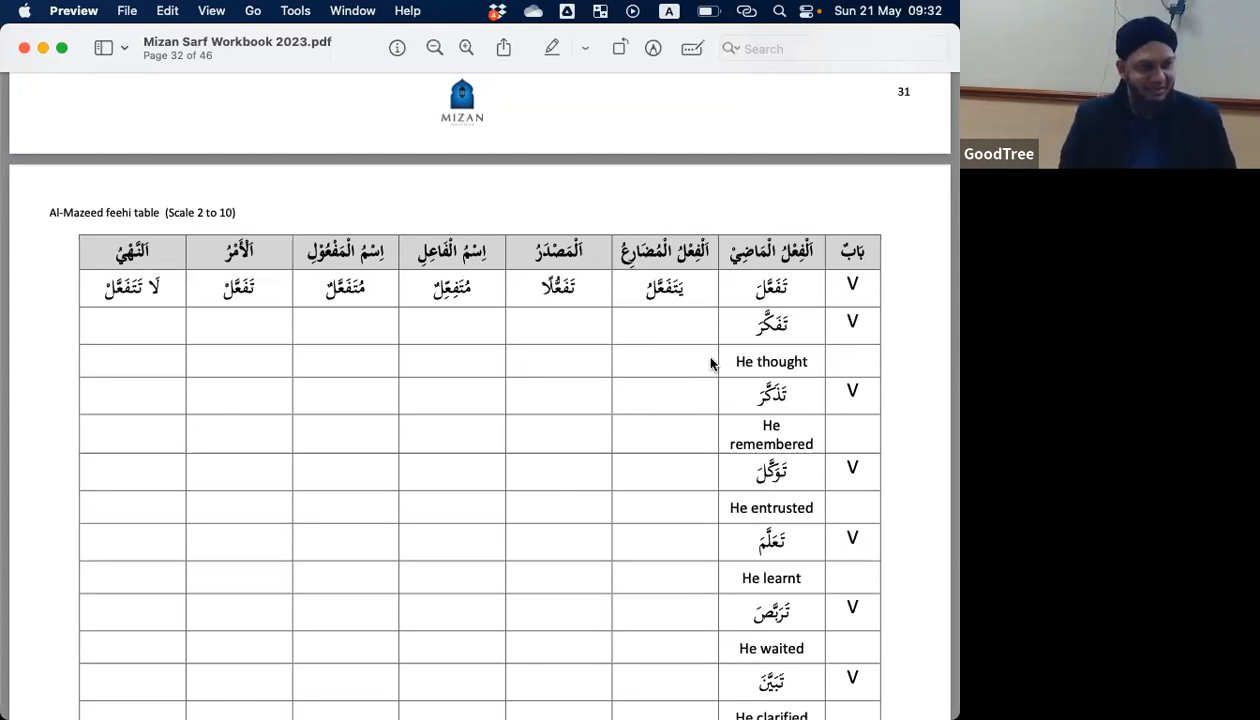 Preview File Edit View Go Tools Window Help 4 A Sun 21 May 09:32
Mizan Sarf Workbook 2023.pdf
Page 32 of 46
Search
MIZAN
31
GoodTree
Al-Mazeed feehi table (Scale 2 to 10)
بَابٌ اَلْفِعْلُ الْمَاضِيْ اَلْفِعْلُ الْمُضَارِعُ اَلْمَصْدَرُ اِسْمُ الْفَاعِلِ اِسْمُ الْمَفْعُوْلِ اَلْأَمْرُ اَلنَّهْيُ
V تَفَعَّلَ يَتَفَعَّلُ تَفَعُّلًا مُتَفِعِّلٌ مُتَفَعَّلٌ تَفَعَّلْ لَا تَتَفَعَّلْ
V تَفَكَّرَ
He thought
V تَذَكَّرَ
He
remembered
V تَوَكَّلَ
He entrusted
V تَعَلَّمَ
He learnt
V تَرَبَّصَ
He waited
V تَبَيَّنَ
He clarified